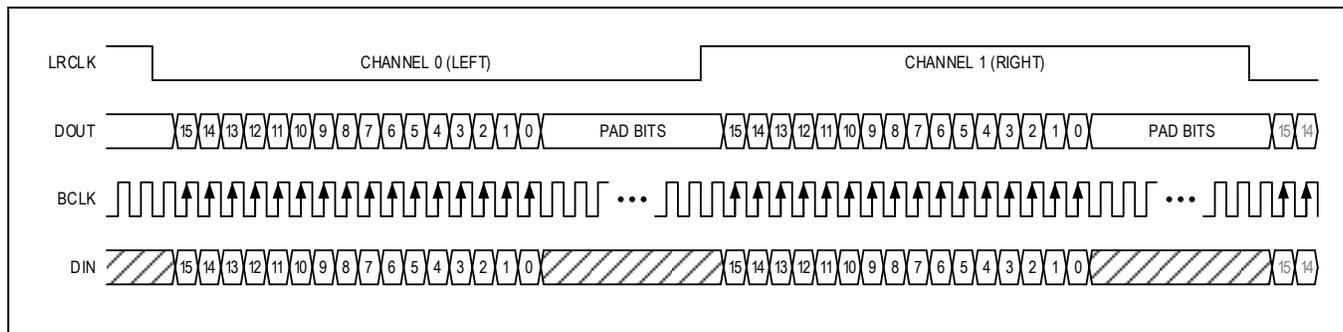 LRCLK CHANNEL 0 (LEFT) CHANNEL 1 (RIGHT)
DOUT 15 14 13 12 11 10 9 8 7 6 5 4 3 2 1 0 PAD BITS 15 14 13 12 11 10 9 8 7 6 5 4 3 2 1 0 PAD BITS 15 14
BCLK
DIN 15 14 13 12 11 10 9 8 7 6 5 4 3 2 1 0 15 14 13 12 11 10 9 8 7 6 5 4 3 2 1 0 15 14